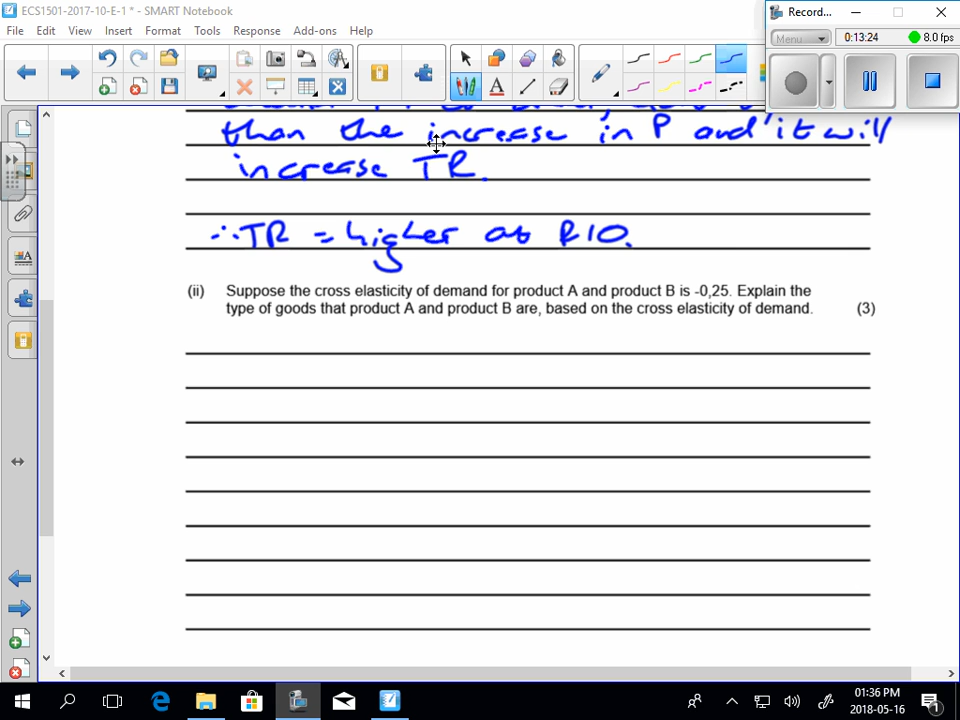 ECS1501-2017-10-E-1 * - SMART Notebook
File Edit View Insert Format Tools Response Add-ons Help
Record...
Menu
0:13:24
8.0 fps
than the increase in P and it will
increase TR.
∴ TR = higher at R10.
(ii) Suppose the cross elasticity of demand for product A and product B is -0,25. Explain the
type of goods that product A and product B are, based on the cross elasticity of demand. (3)
01:36 PM
2018-05-16
1